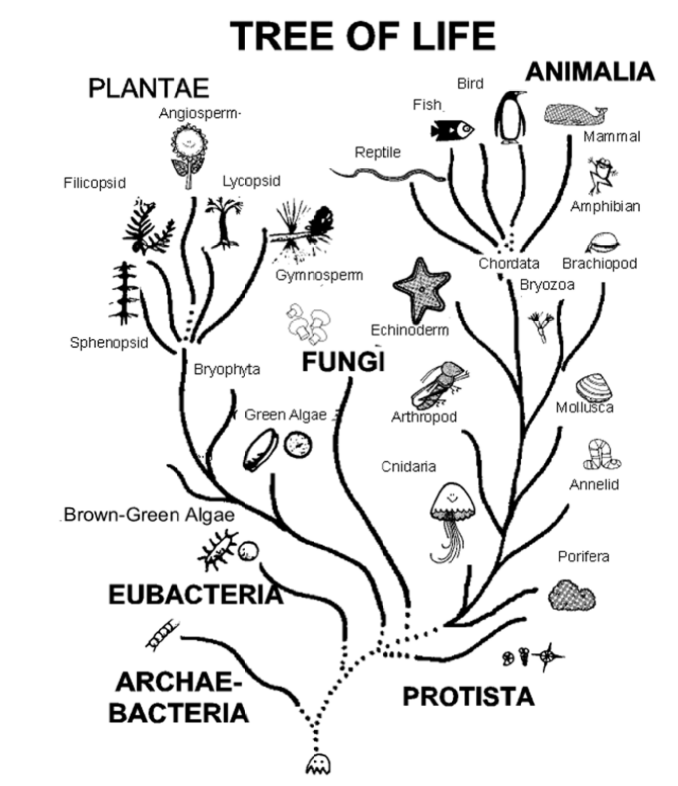 TREE OF LIFE
PLANTAE
ANIMALIA
Bird
Angiosperm-
Fish
Mammal
Reptile
Filicopsid
Lycopsid
Amphibian
Gymnosperm
Chordata
Brachiopod
Bryozoa
Echinoderm
Sphenopsid
FUNGI
Bryophyta
Green Algae
Arthropod
Mollusca
Cnidaria
Annelid
Brown-Green Algae
Porifera
EUBACTERIA
ARCHAE-
BACTERIA
PROTISTA